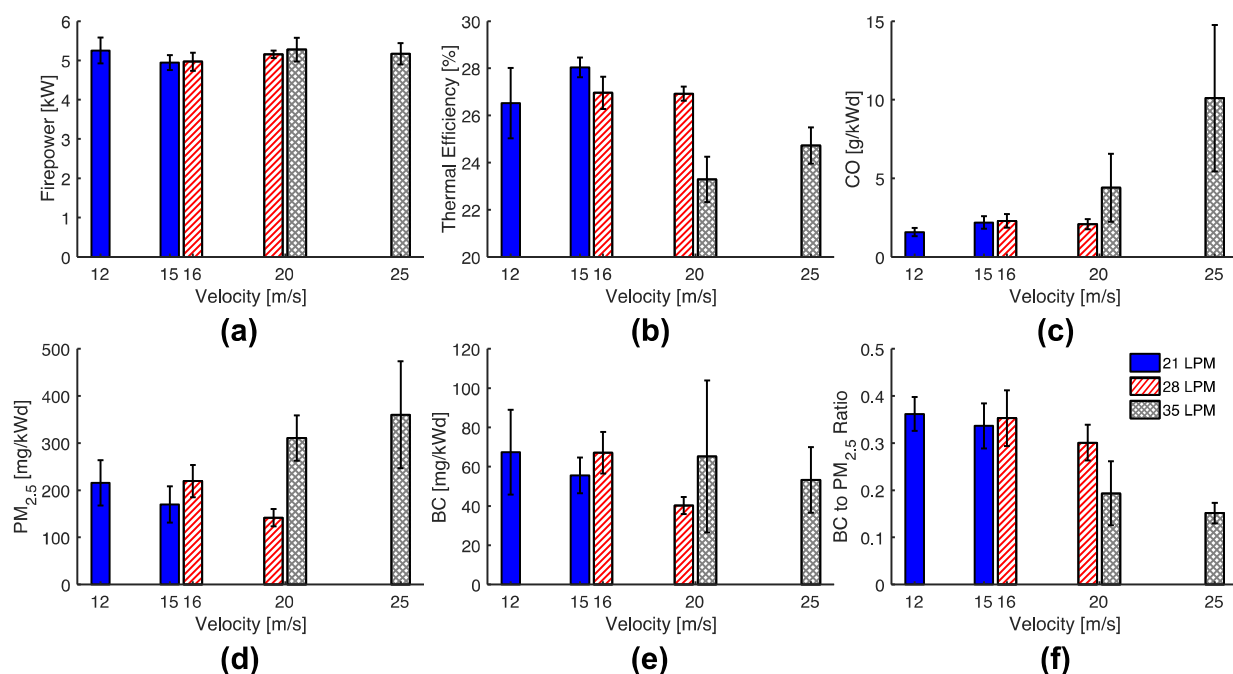 Firepower [kW]
6
5
4
3
2
1
0
12 15 16 20 25
Velocity [m/s]
(a)
Thermal Efficiency [%]
30
28
26
24
22
20
12 15 16 20 25
Velocity [m/s]
(b)
CO [g/kWd]
15
10
5
0
12 15 16 20 25
Velocity [m/s]
(c)
PM2.5 [mg/kWd]
500
400
300
200
100
0
12 15 16 20 25
Velocity [m/s]
(d)
BC [mg/kWd]
120
100
80
60
40
20
0
12 15 16 20 25
Velocity [m/s]
(e)
BC to PM2.5 Ratio
0.5
0.4
0.3
0.2
0.1
0
21 LPM
28 LPM
35 LPM
12 15 16 20 25
Velocity [m/s]
(f)